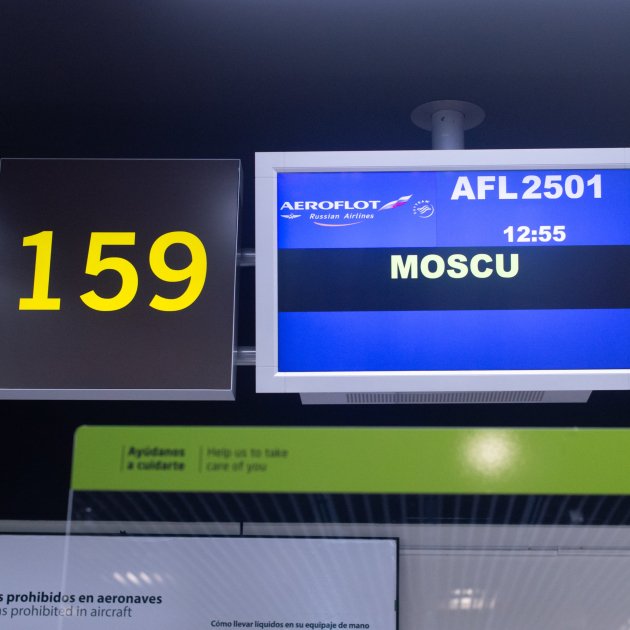 159
AEROFLOT
Russian Airlines
SKYTEAM
AFL2501
12:55
MOSCU
Ayúdanos
a cuidarte
Help us to take
care of you
prohibidos en aeronaves
prohibited in aircraft
Cómo llevar líquidos en su equipaje de mano